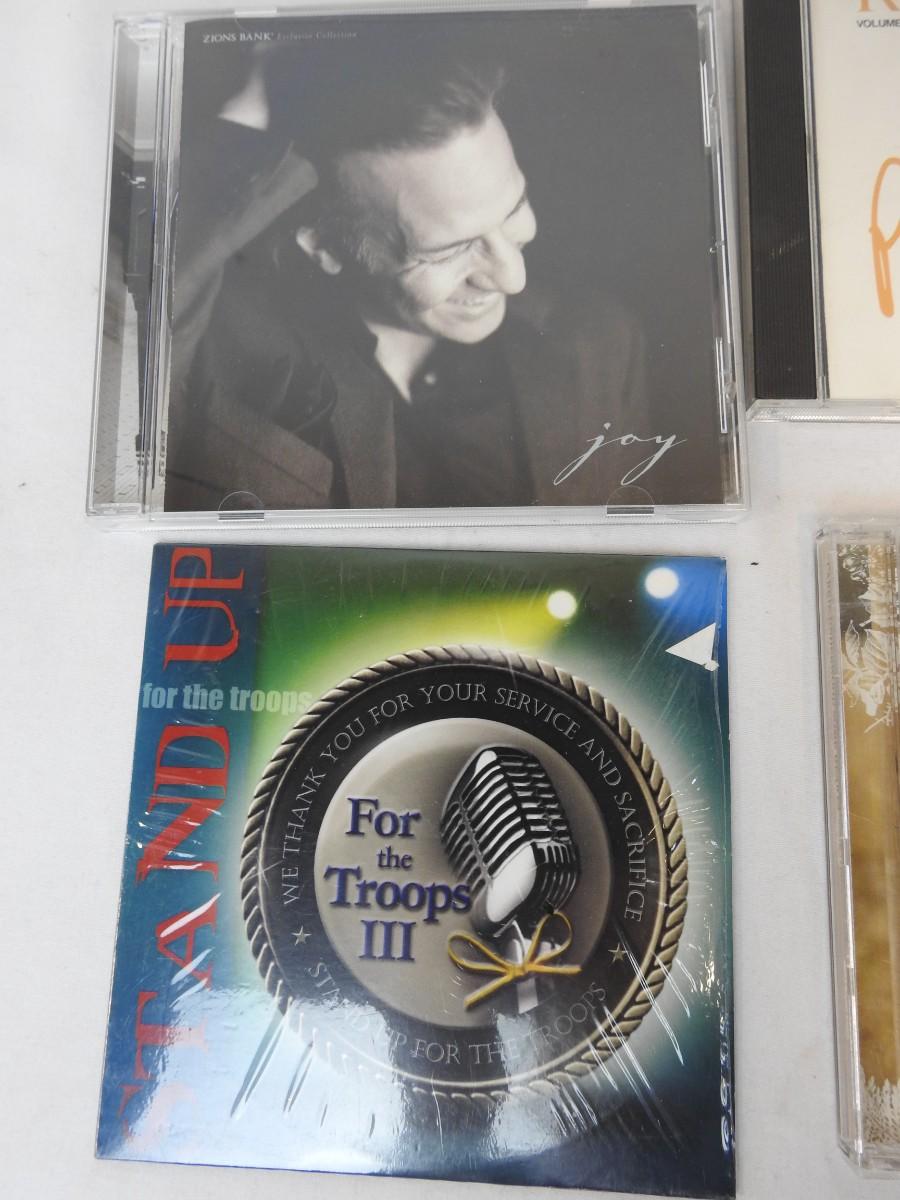 ZIONS BANK® Exclusive Collection
joy
VOLUME
STAND UP
for the troops
WE THANK YOU FOR YOUR SERVICE AND SACRIFICE
For
the
Troops
III
STAND UP FOR THE TROOPS